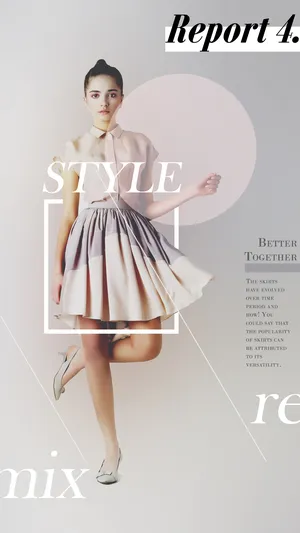 Report 4.
STYLE
BETTER
TOGETHER
THE SKIRTS
HAVE EVOLVED
OVER TIME
PERIOD AND
HOW! YOU
COULD SAY THAT
THE POPULARITY
OF SKIRTS CAN
BE ATTRIBUTED
TO ITS
VERSATILITY.
re
mix